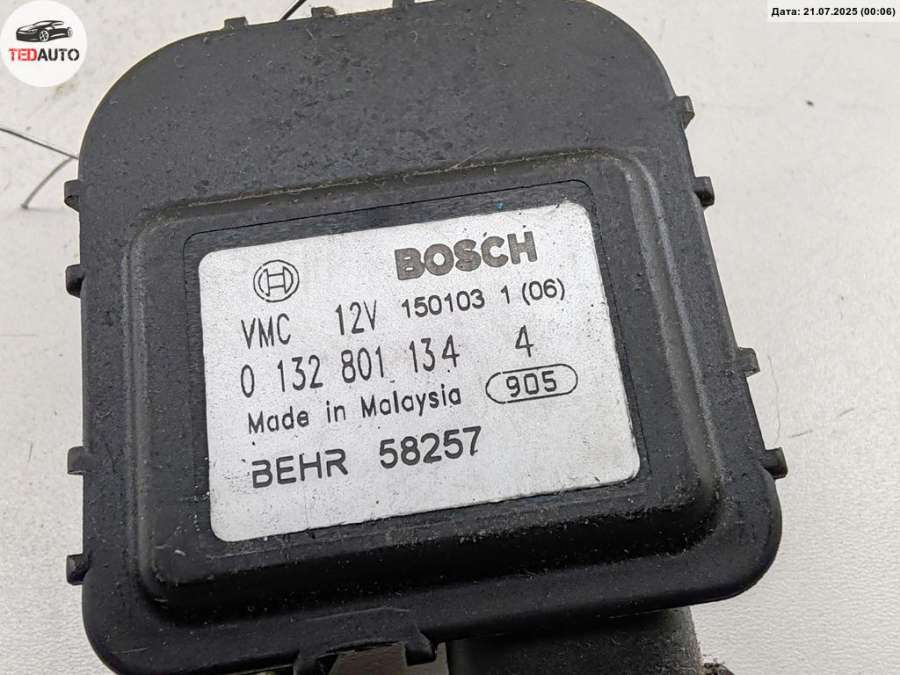 TEDAUTO
Дата: 21.07.2025 (00:06)
BOSCH
VMC 12V 150103 1 (06)
0 132 801 134 4
Made in Malaysia 905
BEHR 58257